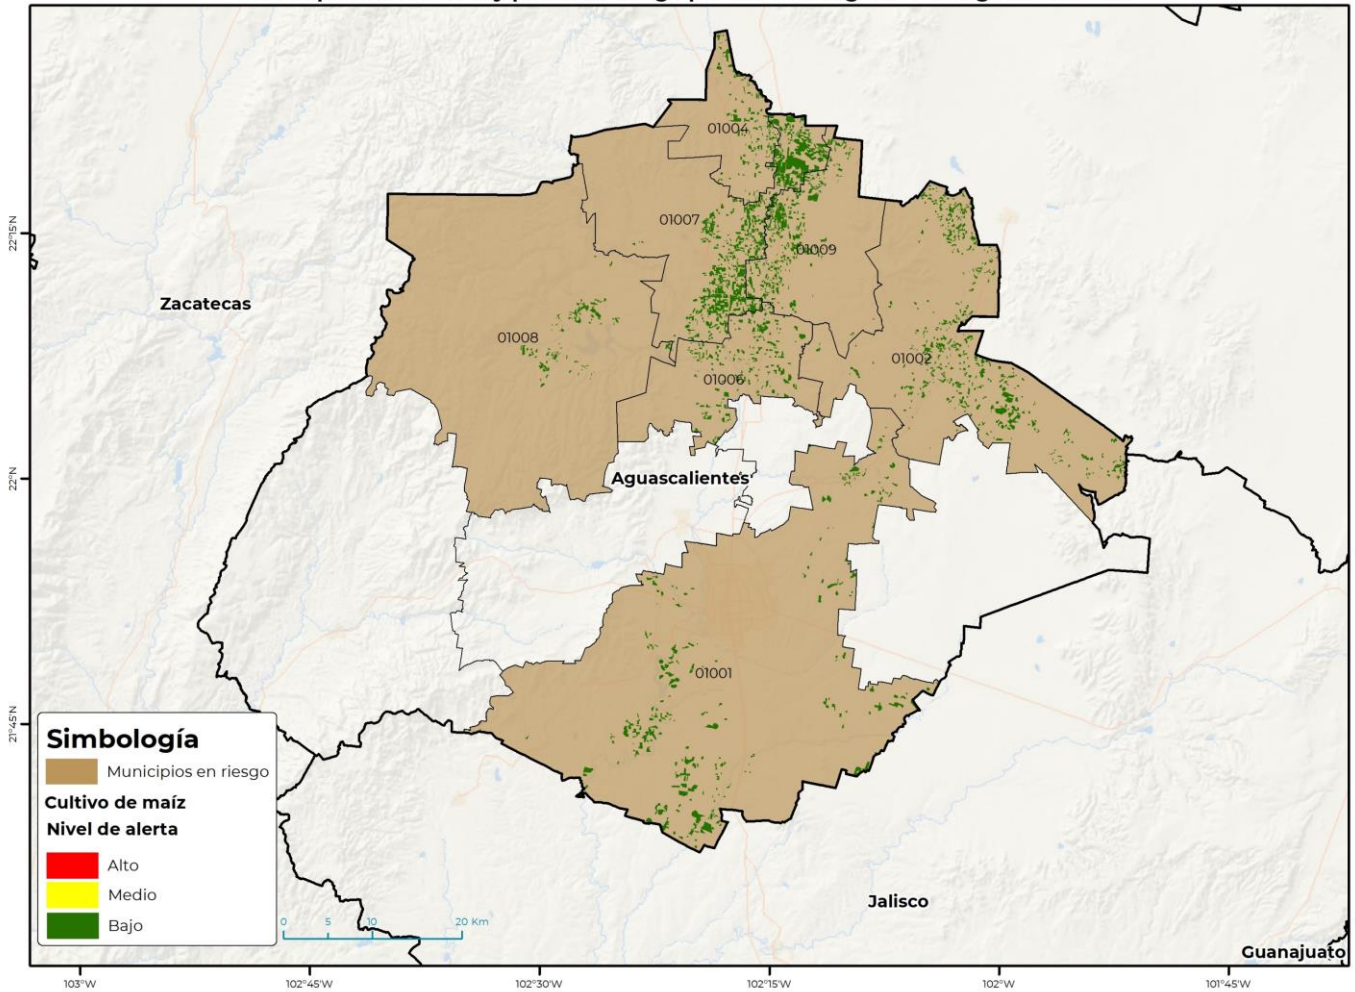 01004
01007
01009
22°15'N
Zacatecas
01008
01002
01006
22°N
Aguascalientes
01001
21°45'N
Simbología
Municipios en riesgo
Cultivo de maíz
Nivel de alerta
Alto
Medio
Bajo
0 5 10 20 Km
Jalisco
Guanajuato
103°W 102°45'W 102°30'W 102°15'W 102°W 101°45'W